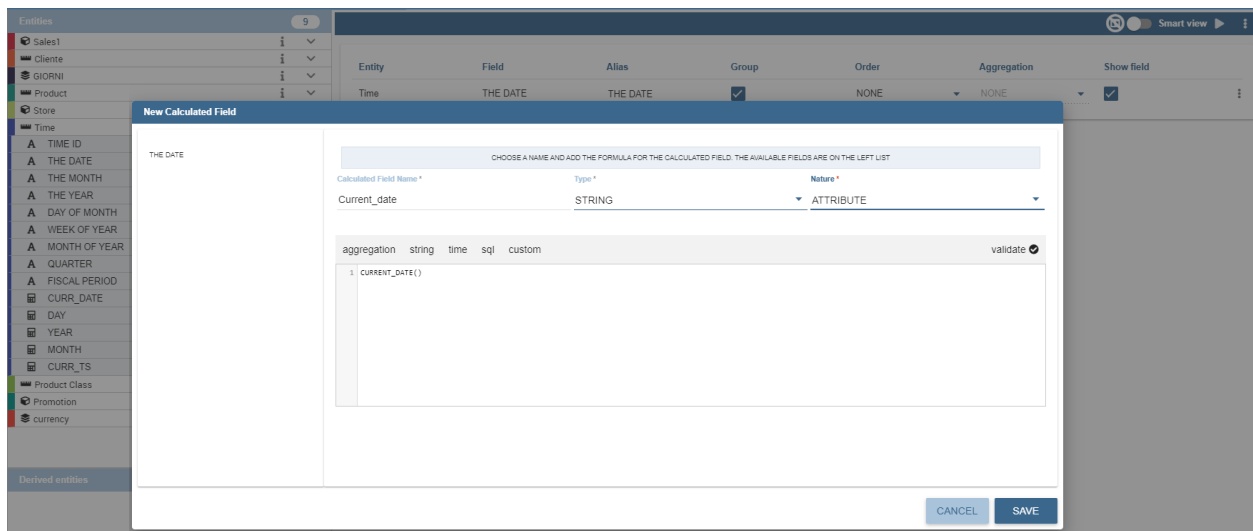 Entities 9
Smart view
Sales1 i
Cliente i
GIORNI i
Product i
Store
Time
A TIME ID
A THE DATE
A THE MONTH
A THE YEAR
A DAY OF MONTH
A WEEK OF YEAR
A MONTH OF YEAR
A QUARTER
A FISCAL PERIOD
CURR_DATE
DAY
YEAR
MONTH
CURR_TS
Product Class
Promotion
currency
Derived entities
Entity Field Alias Group Order Aggregation Show field
Time THE DATE THE DATE NONE NONE
New Calculated Field
THE DATE
CHOOSE A NAME AND ADD THE FORMULA FOR THE CALCULATED FIELD. THE AVAILABLE FIELDS ARE ON THE LEFT LIST
Calculated Field Name * Type * Nature *
Current_date STRING ATTRIBUTE
aggregation string time sql custom validate
1 CURRENT_DATE()
CANCEL SAVE